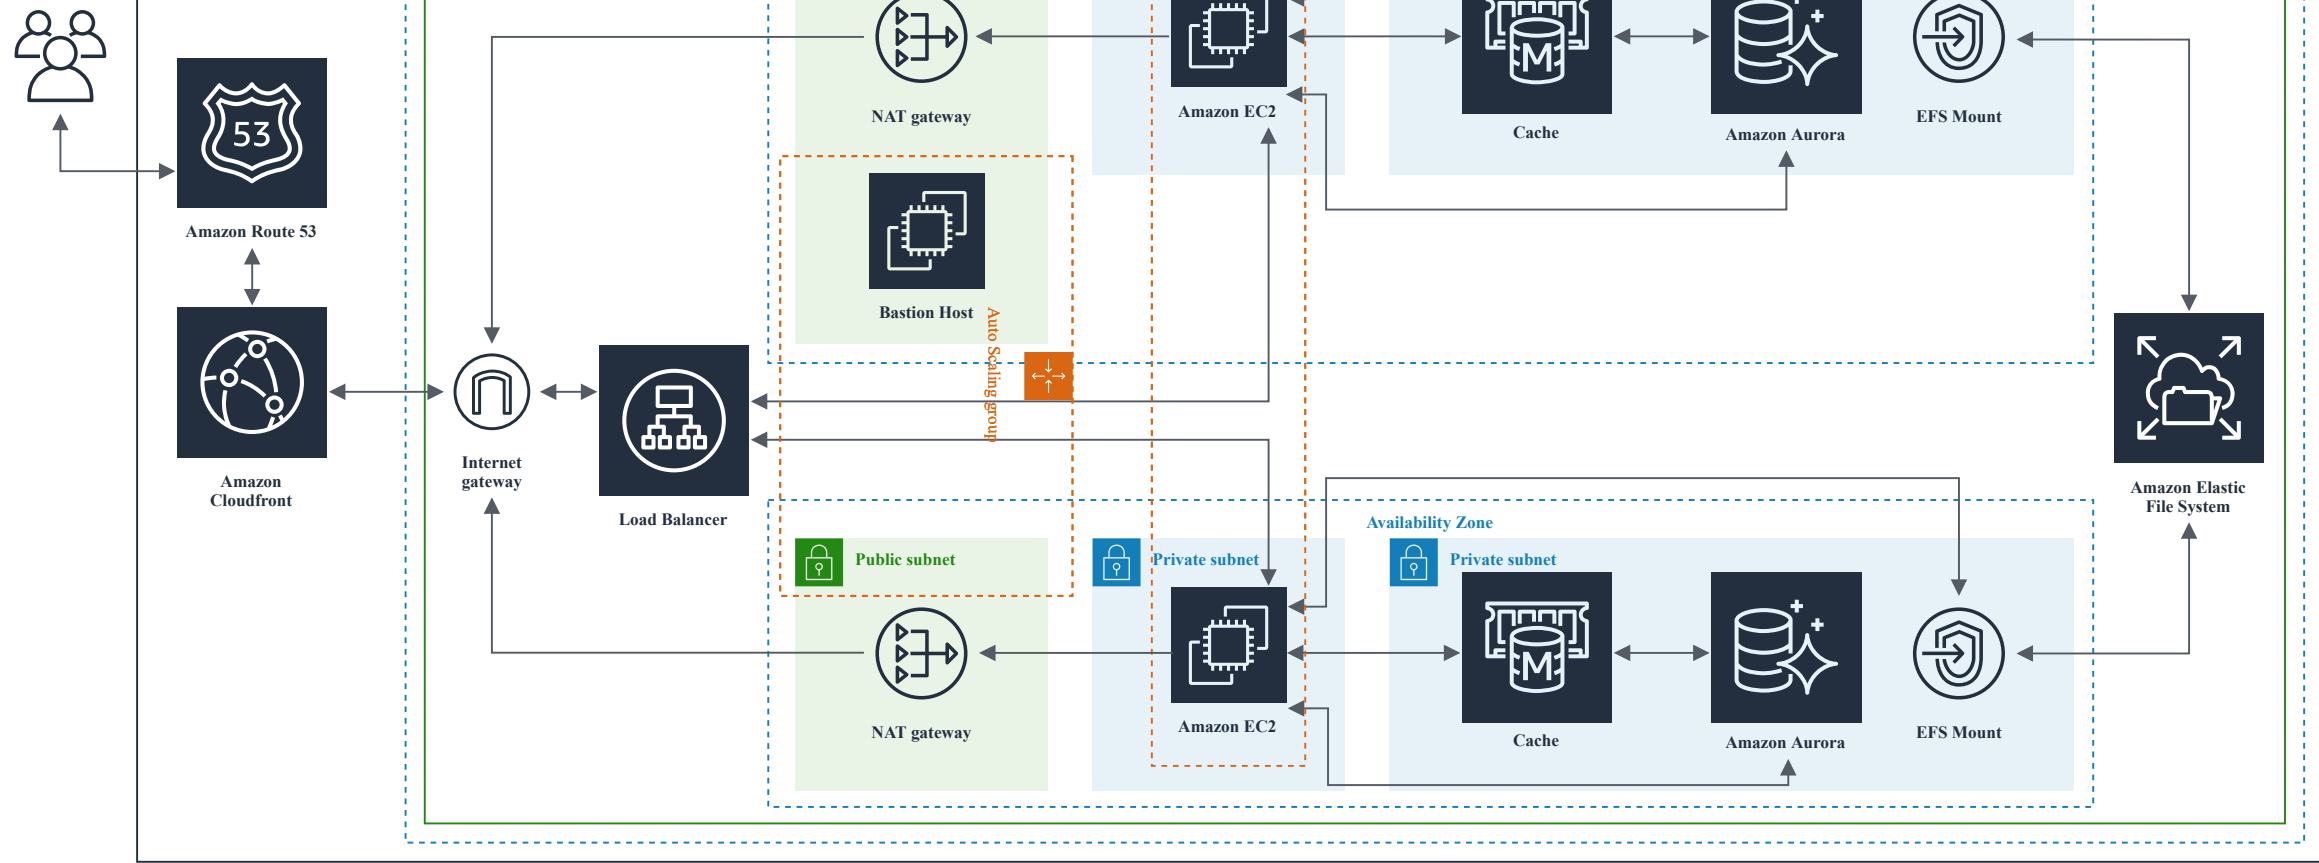 NAT gateway
Amazon EC2
Cache
Amazon Aurora
EFS Mount
53
M
Amazon Route 53
Bastion Host
Auto Scaling group
Internet
gateway
Amazon
Cloudfront
Load Balancer
Amazon Elastic
File System
Availability Zone
Public subnet
Private subnet
Private subnet
M
NAT gateway
Amazon EC2
Cache
Amazon Aurora
EFS Mount